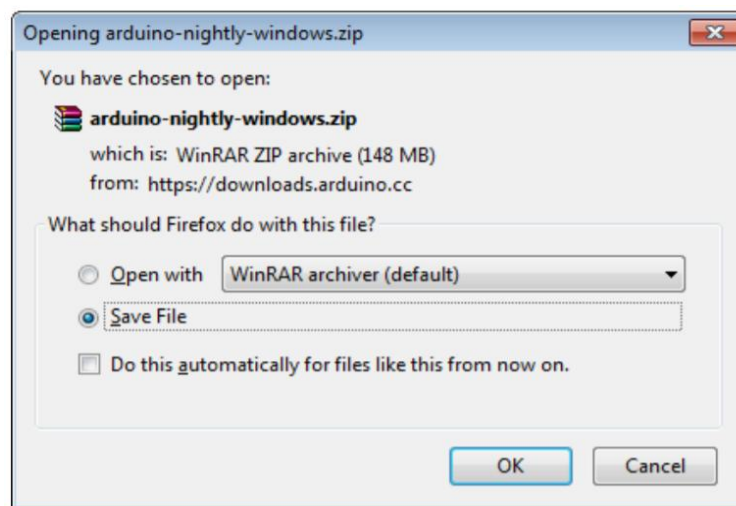 Opening arduino-nightly-windows.zip
You have chosen to open:
arduino-nightly-windows.zip
which is: WinRAR ZIP archive (148 MB)
from: https://downloads.arduino.cc
What should Firefox do with this file?
Open with WinRAR archiver (default)
Save File
Do this automatically for files like this from now on.
OK Cancel